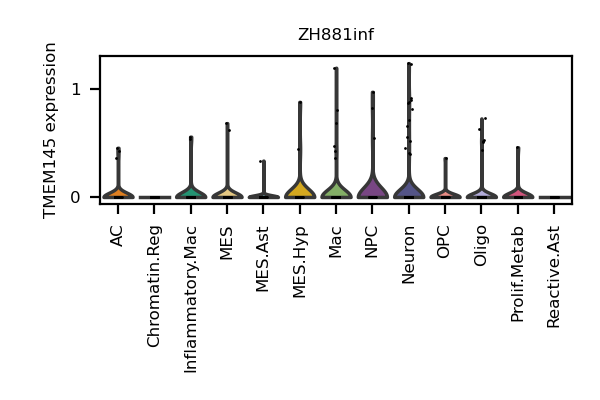 ZH881inf
TMEM145 expression
1
0
AC
Chromatin.Reg
Inflammatory.Mac
MES
MES.Ast
MES.Hyp
Mac
NPC
Neuron
OPC
Oligo
Prolif.Metab
Reactive.Ast